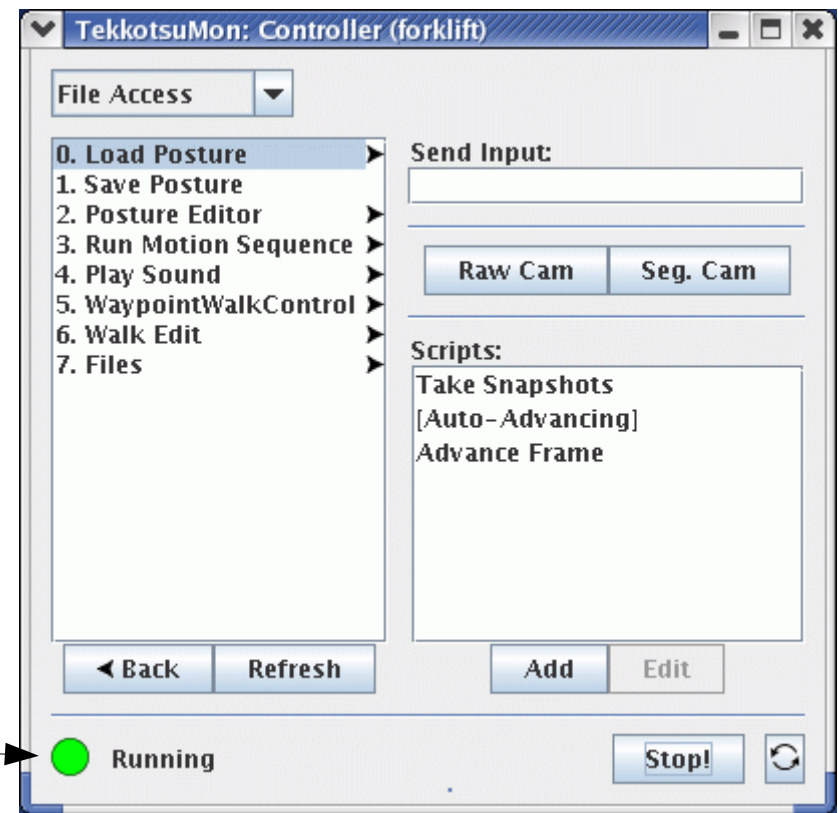 TekkotsuMon: Controller (forklift)
File Access
0. Load Posture
1. Save Posture
2. Posture Editor
3. Run Motion Sequence
4. Play Sound
5. WaypointWalkControl
6. Walk Edit
7. Files
Back
Refresh
Send Input:
Raw Cam
Seg. Cam
Scripts:
Take Snapshots
[Auto-Advancing]
Advance Frame
Add
Edit
Running
Stop!